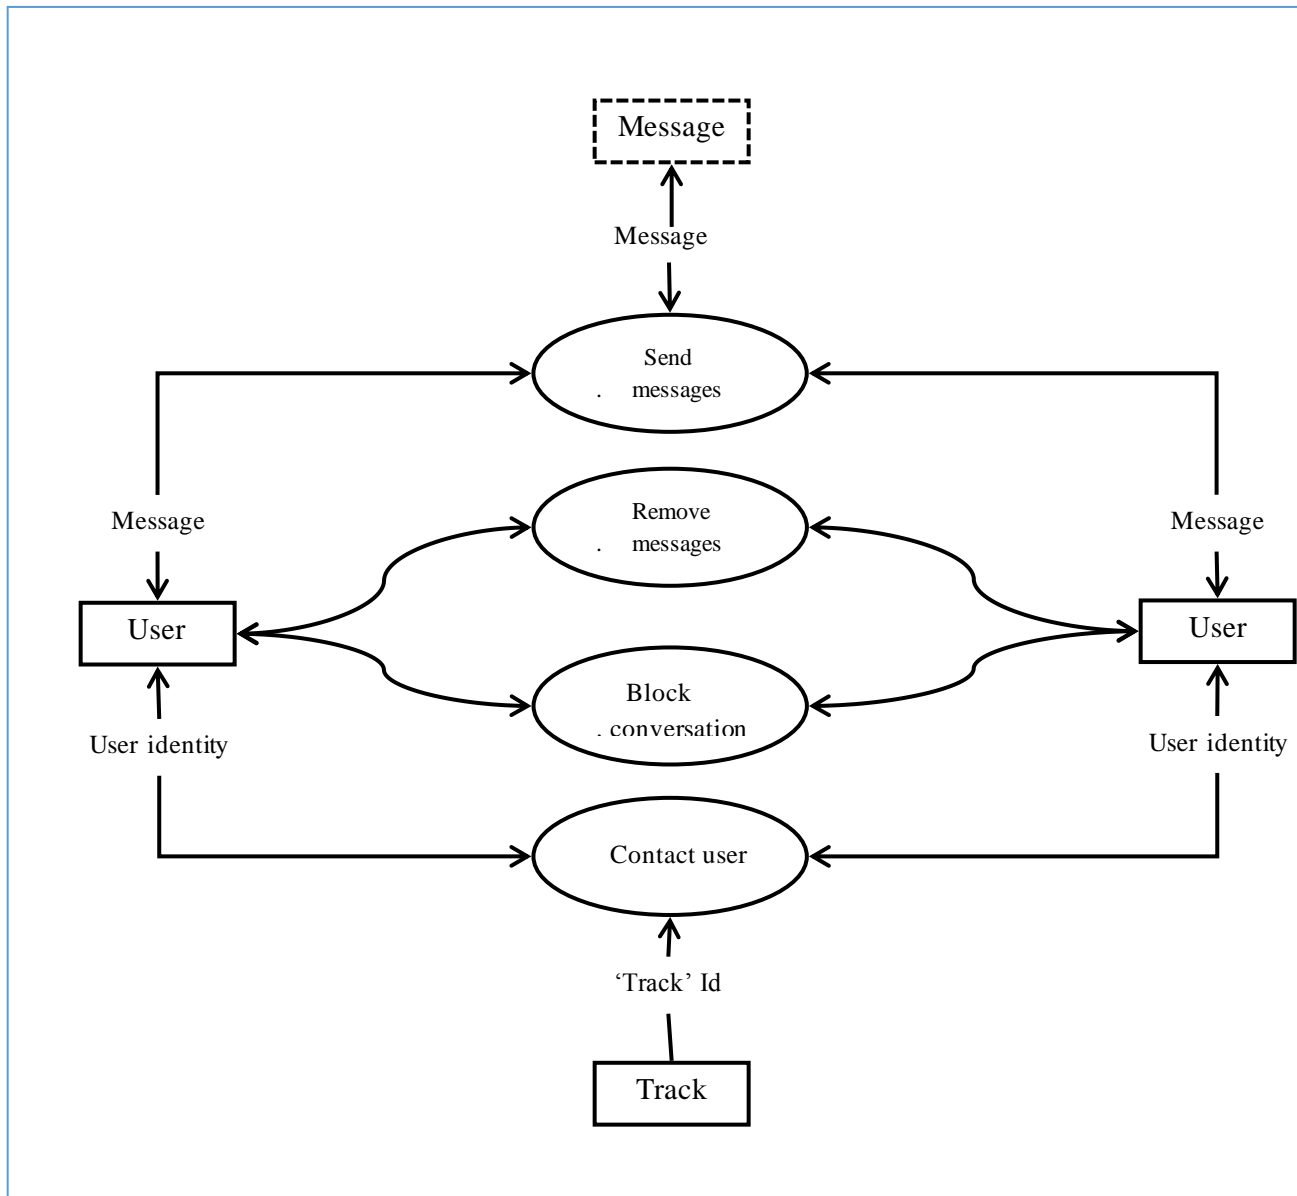 Message
Message
Send
. messages
Message
Message
Remove
. messages
User
User
Block
. conversation
User identity
User identity
Contact user
‘Track’ Id
Track